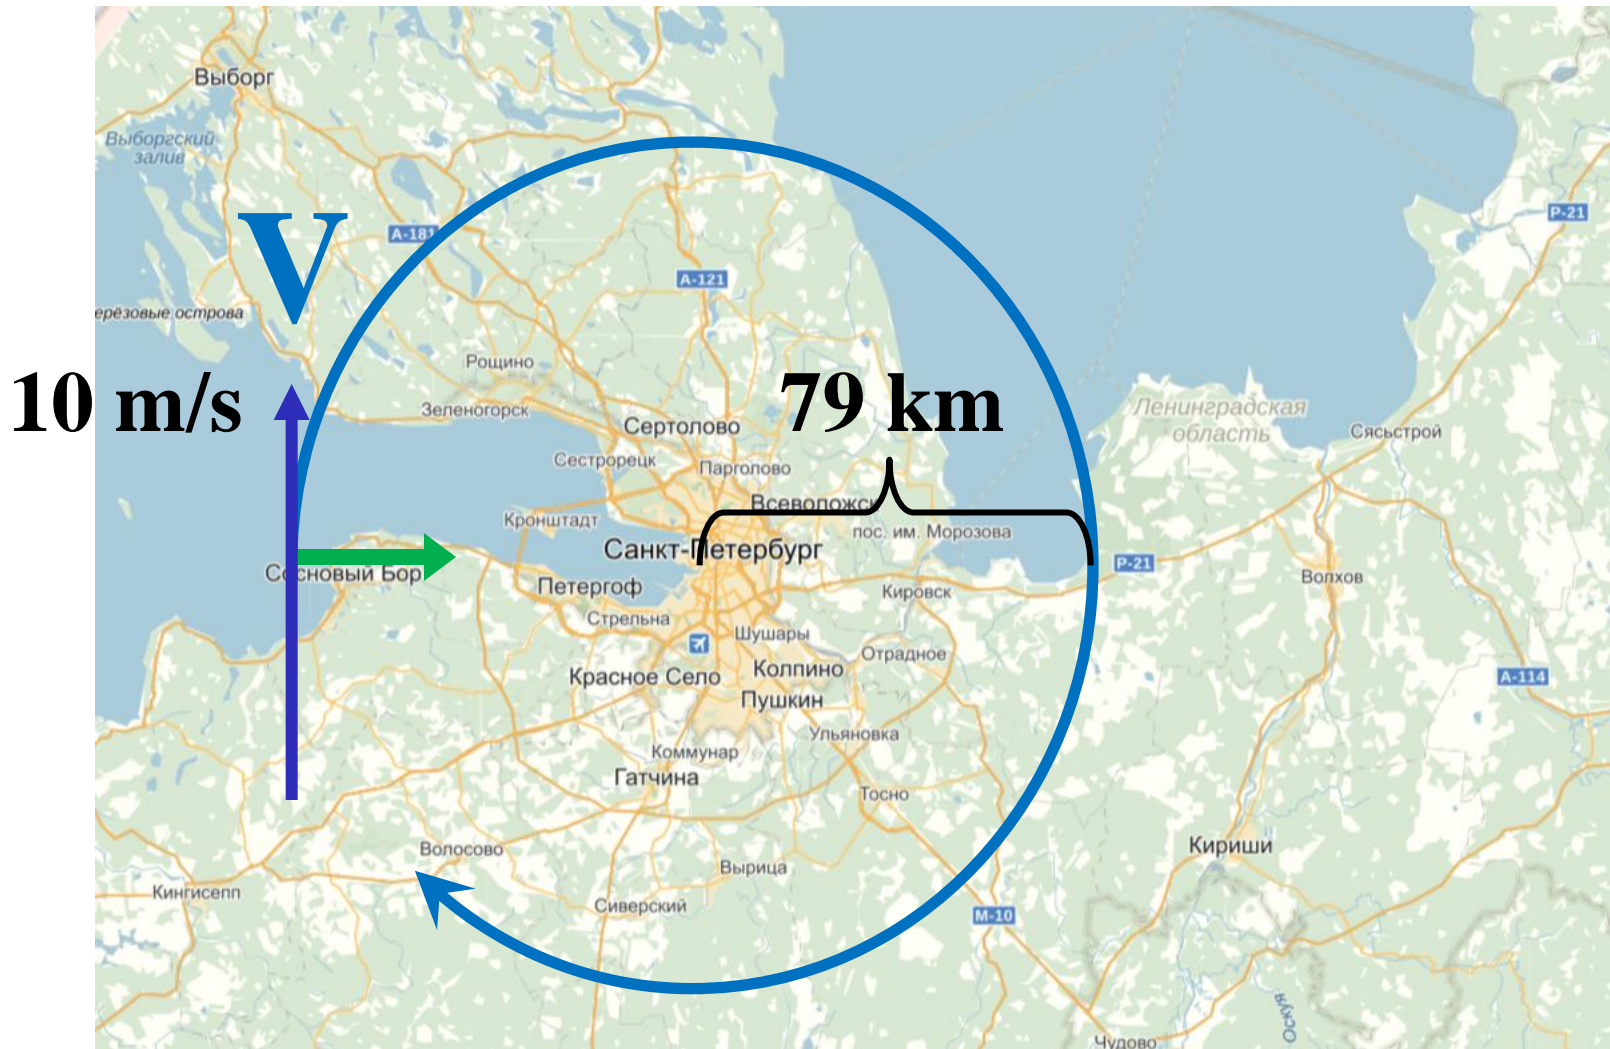 Выборг
Выборгский
залив
V
А-181
Р-21
А-121
ерёзовые острова
Рощино
10 m/s
79 km
Зеленогорск
Ленинградская
область
Сертолово
Сясьстрой
Сестрорецк
Парголово
Всеволожск
Кронштадт
пос. им. Морозова
Санкт-Петербург
Р-21
Сосновый Бор
Волхов
Петергоф
Кировск
Стрельна
Шушары
Отрадное
Красное Село
Колпино
А-114
Пушкин
Ульяновка
Коммунар
Гатчина
Тосно
Кириши
Волосово
Вырица
Кингисепп
Сиверский
М-10
Оскуя
Чудово